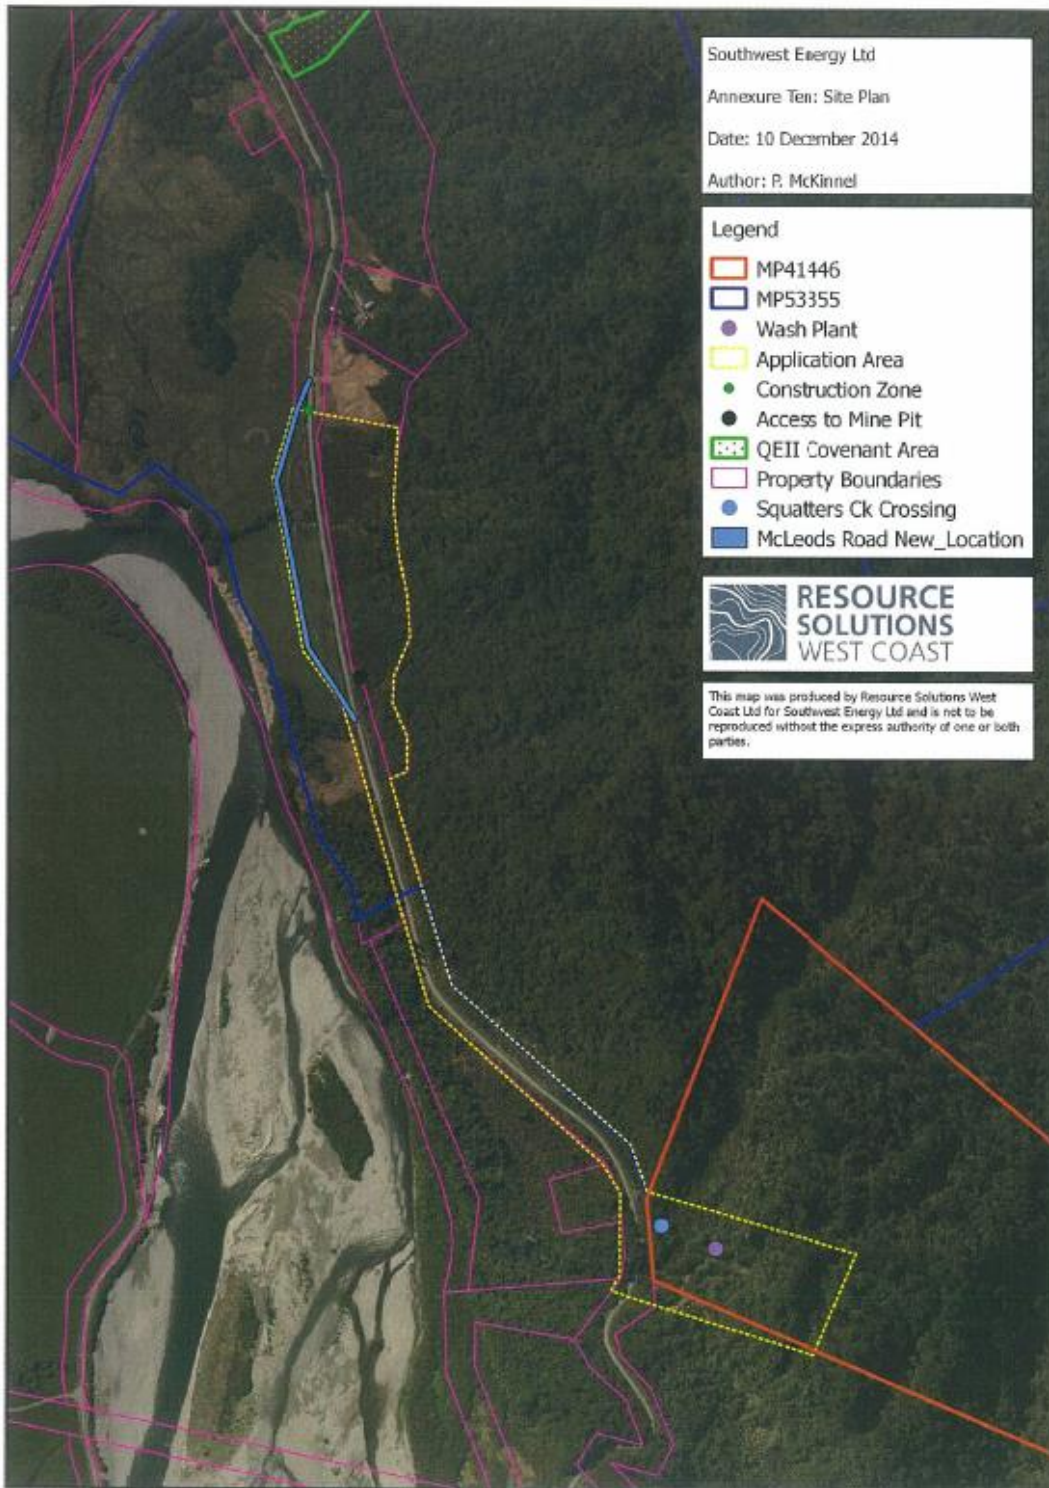 Southwest Energy Ltd
Annexure Ten: Site Plan
Date: 10 December 2014
Author: P. McKinnel
Legend
MP41446
MP53355
Wash Plant
Application Area
Construction Zone
Access to Mine Pit
QEII Covenant Area
Property Boundaries
Squatters Ck Crossing
McLeods Road New_Location
RESOURCE
SOLUTIONS
WEST COAST
This map was produced by Resource Solutions West
Coast Ltd for Southwest Energy Ltd and is not to be
reproduced without the express authority of one or both
parties.